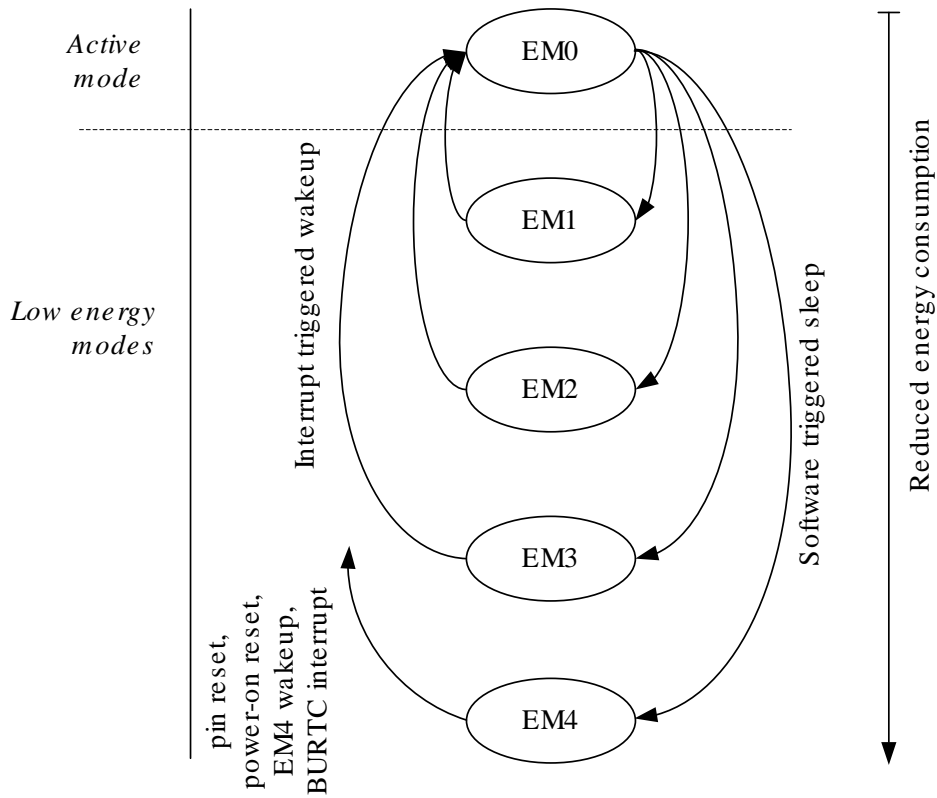 Active
mode
EM0
EM1
Low energy
modes
EM2
EM3
EM4
Interrupt triggered wakeup
pin reset,
power-on reset,
EM4 wakeup,
BURTC interrupt
Software triggered sleep
Reduced energy consumption